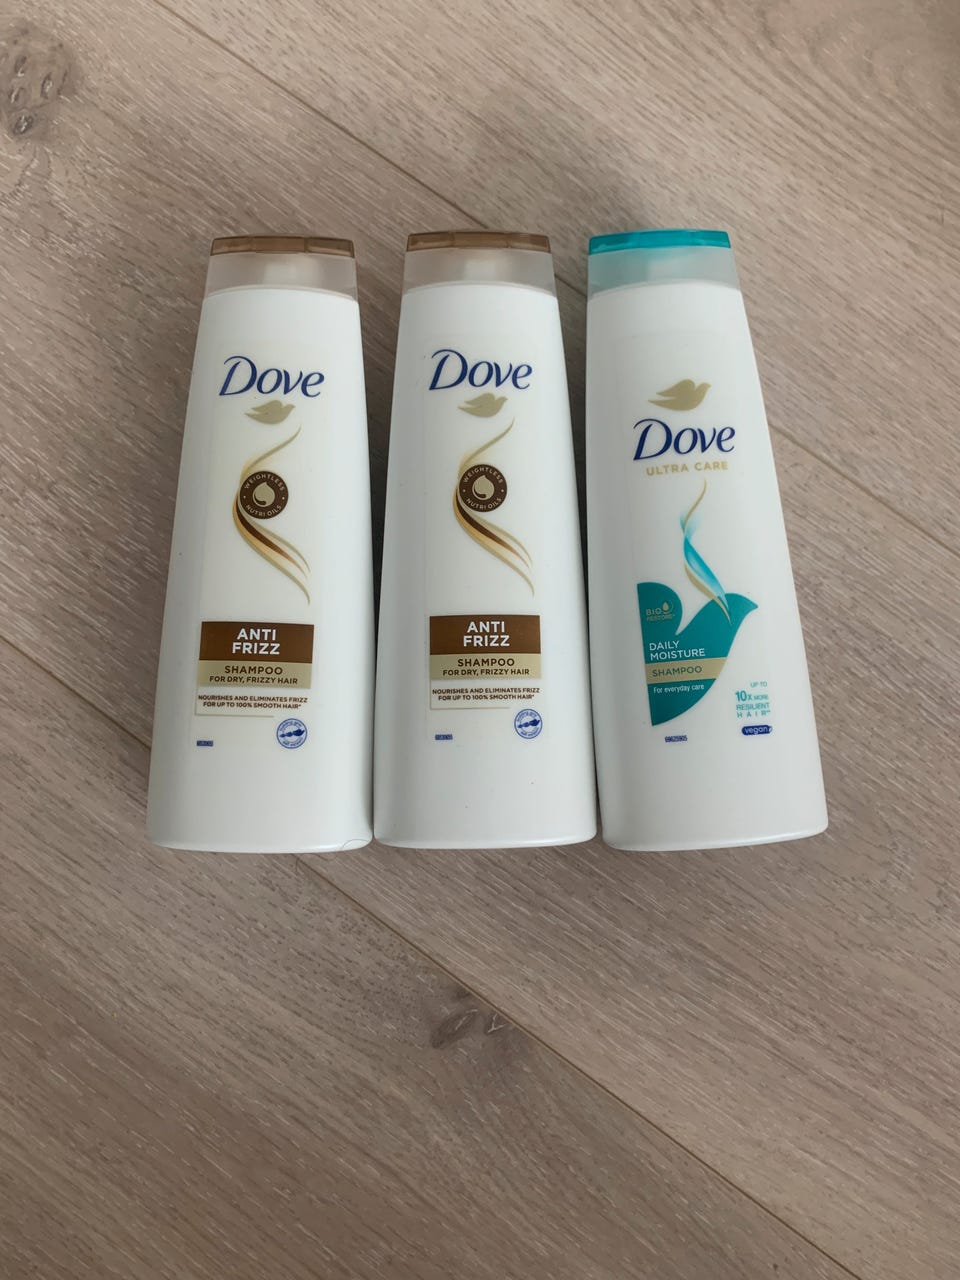 Dove
WEIGHTLESS
NUTRI OILS
ANTI
FRIZZ
SHAMPOO
FOR DRY, FRIZZY HAIR
NOURISHES AND ELIMINATES FRIZZ
FOR UP TO 100% SMOOTH HAIR*
Dove
WEIGHTLESS
NUTRI OILS
ANTI
FRIZZ
SHAMPOO
FOR DRY, FRIZZY HAIR
NOURISHES AND ELIMINATES FRIZZ
FOR UP TO 100% SMOOTH HAIR*
Dove
ULTRA CARE
BIO
RESTORE
DAILY
MOISTURE
SHAMPOO
For everyday care
UP TO
10X MORE
RESILIENT
HAIR**
vegan
69625905